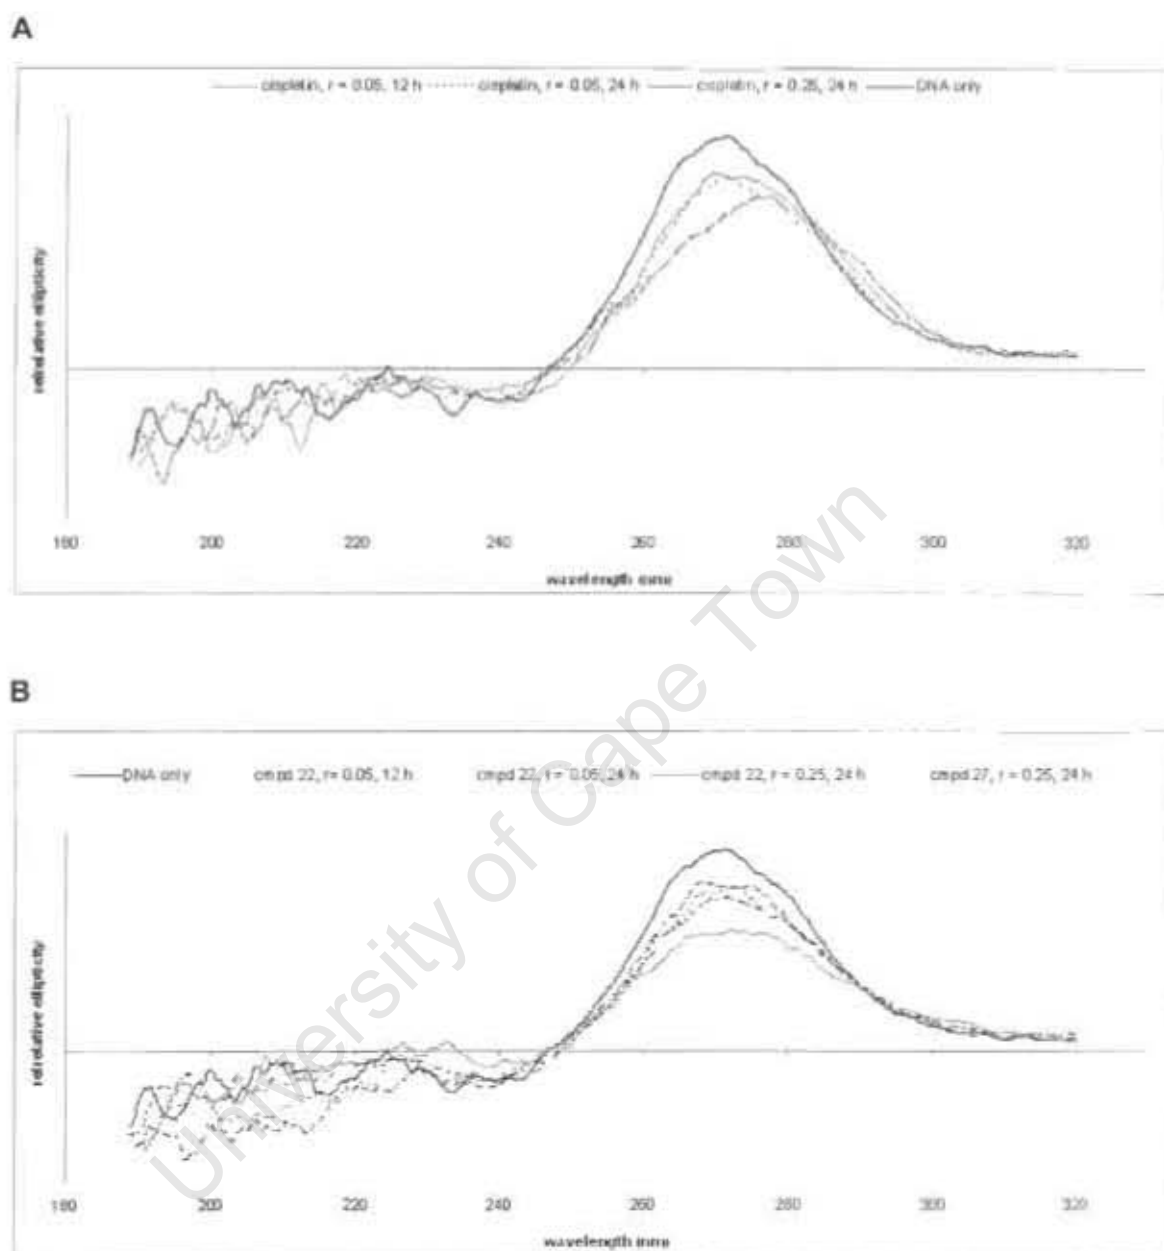 A
cisplatin, r = 0.05, 12 h cisplatin, r = 0.05, 24 h cisplatin, r = 0.25, 24 h DNA only
relative ellipticity
180 200 220 240 260 280 300 320
wavelength
B
DNA only cmpd 22, r = 0.05, 12 h cmpd 22, r = 0.05, 24 h cmpd 22, r = 0.25, 24 h cmpd 27, r = 0.25, 24 h
relative ellipticity
180 200 220 240 260 280 300 320
wavelength
University of Cape Town